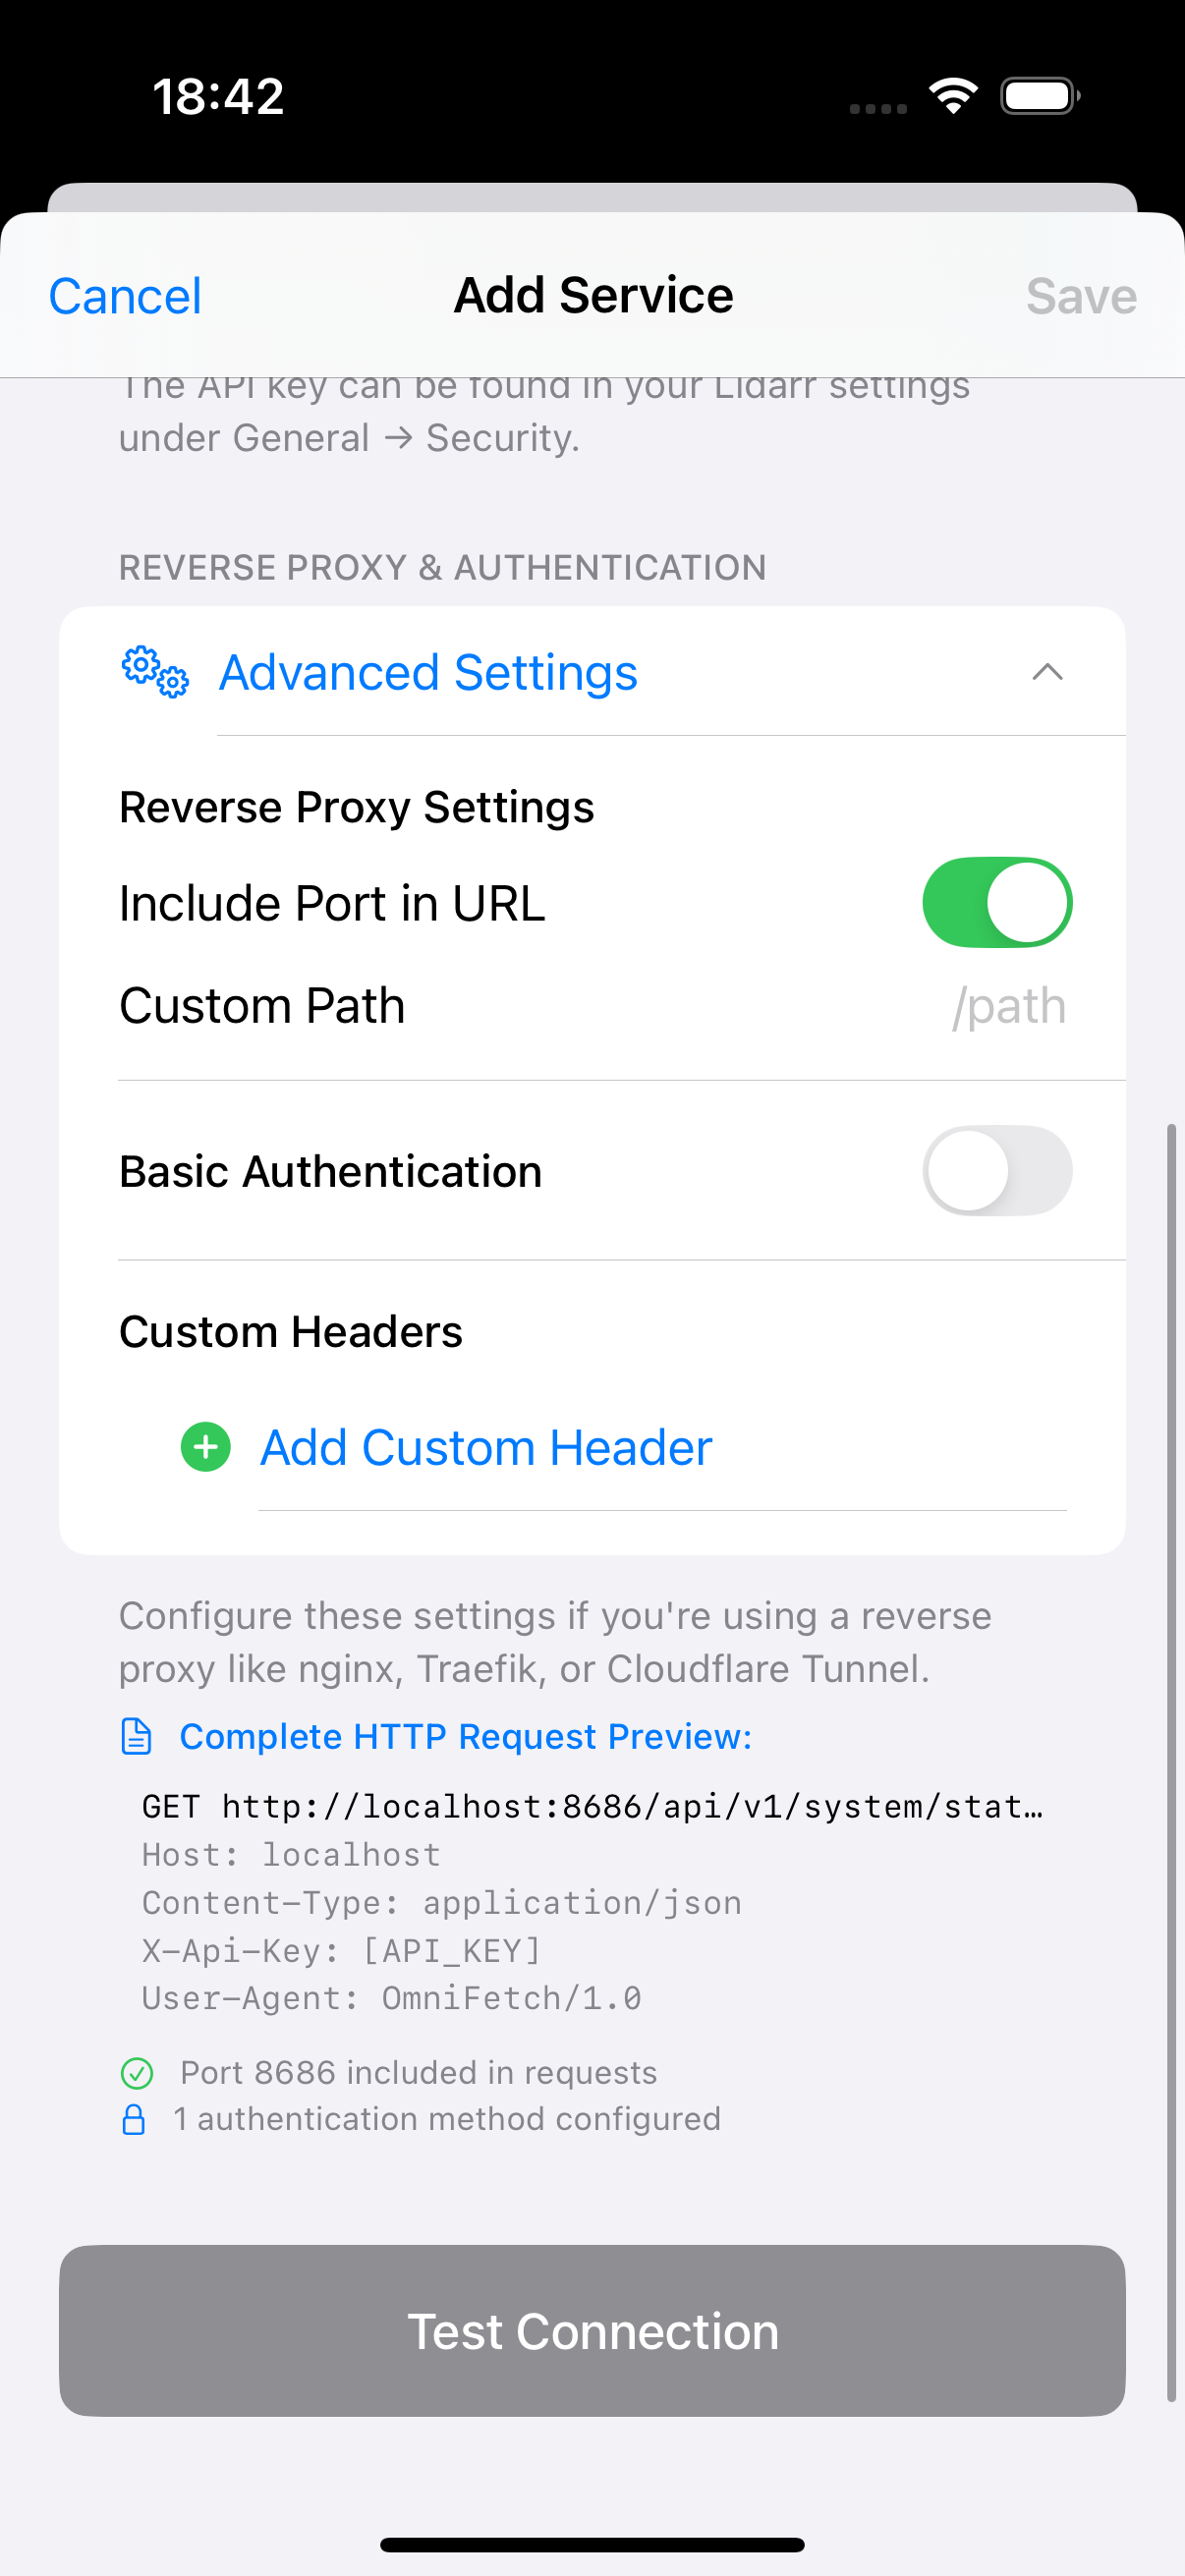 18:42
Cancel
Add Service
Save
The API key can be found in your Lidarr settings
under General → Security.
REVERSE PROXY & AUTHENTICATION
Advanced Settings
Reverse Proxy Settings
Include Port in URL
Custom Path
/path
Basic Authentication
Custom Headers
Add Custom Header
Configure these settings if you're using a reverse
proxy like nginx, Traefik, or Cloudflare Tunnel.
Complete HTTP Request Preview:
GET http://localhost:8686/api/v1/system/stat…
Host: localhost
Content-Type: application/json
X-Api-Key: [API_KEY]
User-Agent: OmniFetch/1.0
Port 8686 included in requests
1 authentication method configured
Test Connection